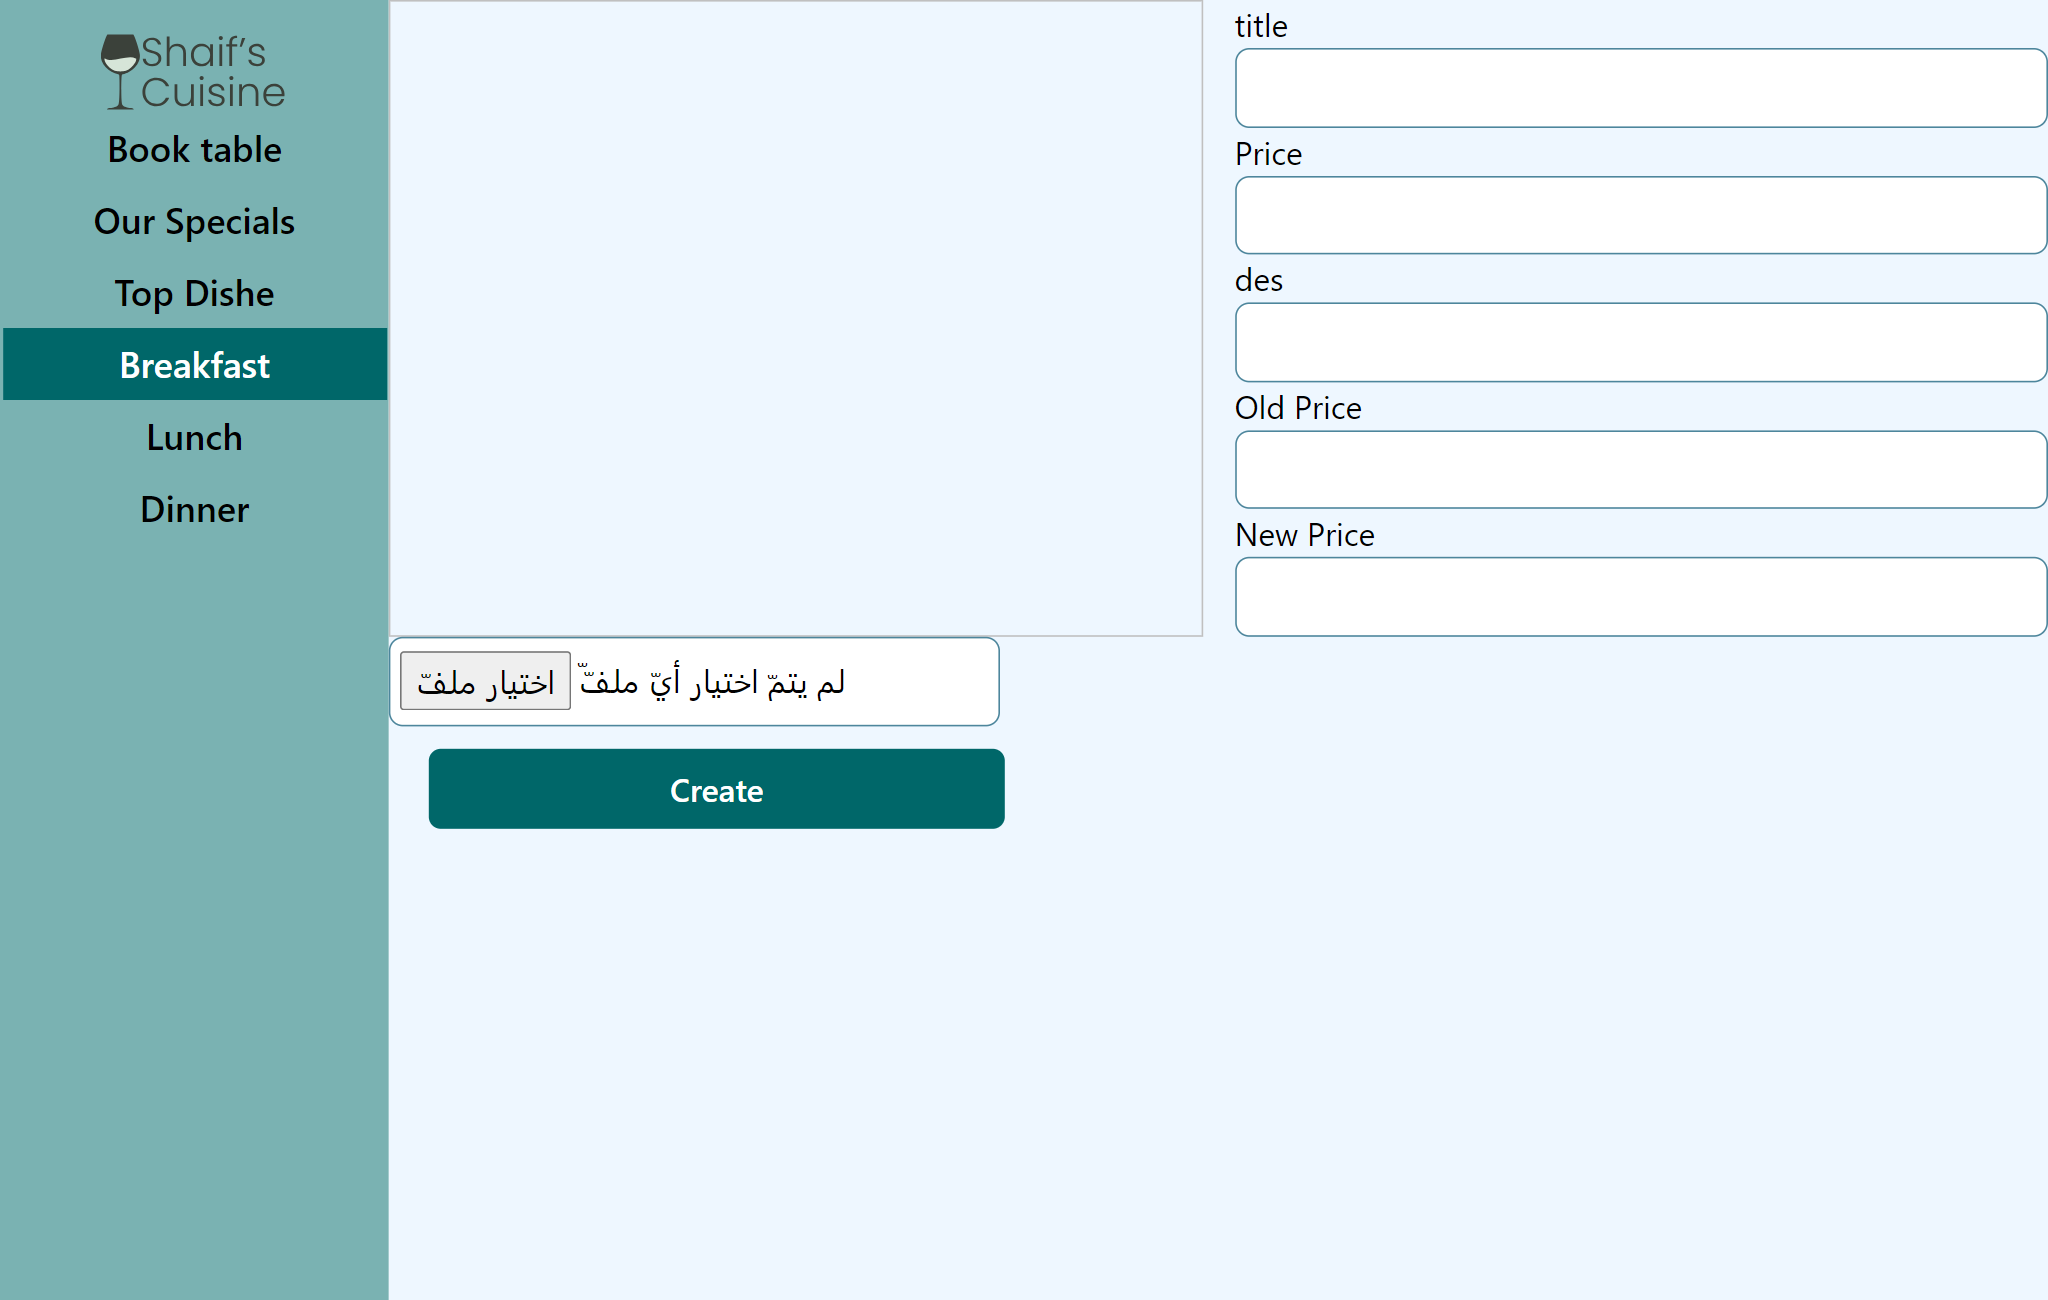 Shaif’s
Cuisine
Book table
Our Specials
Top Dishe
Breakfast
Lunch
Dinner
title
Price
des
Old Price
New Price
اختيار ملفّ
لم يتمّ اختيار أيّ ملفّ
Create